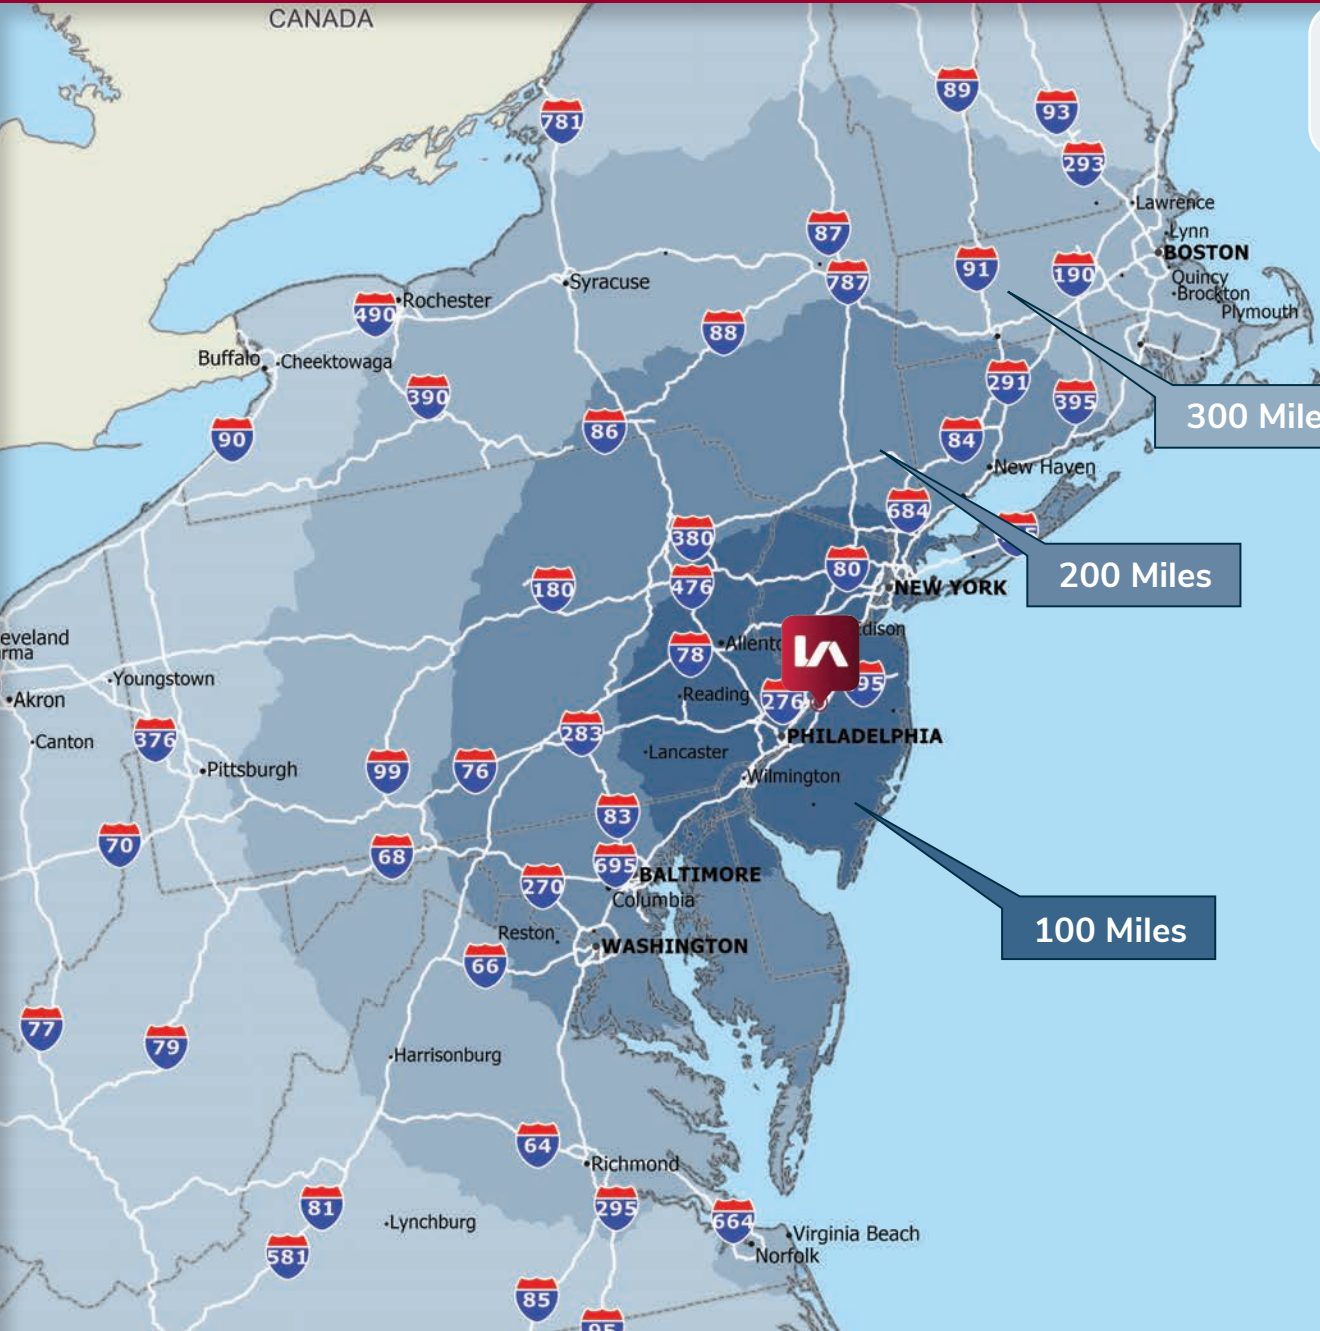 CANADA
89
781
93
293
Lawrence
87
Lynn
BOSTON
91
190
787
Quincy
Syracuse
Brockton
Rochester
Plymouth
490
88
Buffalo
Cheektowaga
291
390
395
300 Mile
86
90
84
New Haven
684
380
80
200 Miles
180
476
NEW YORK
Edison
eveland
rma
Allento
78
LA
Youngstown
95
Akron
Reading
276
376
283
PHILADELPHIA
Canton
Lancaster
Pittsburgh
99
76
Wilmington
83
70
68
695
BALTIMORE
270
Columbia
100 Miles
Reston
WASHINGTON
66
77
79
Harrisonburg
64
Richmond
81
295
664
Lynchburg
Virginia Beach
581
Norfolk
85
95